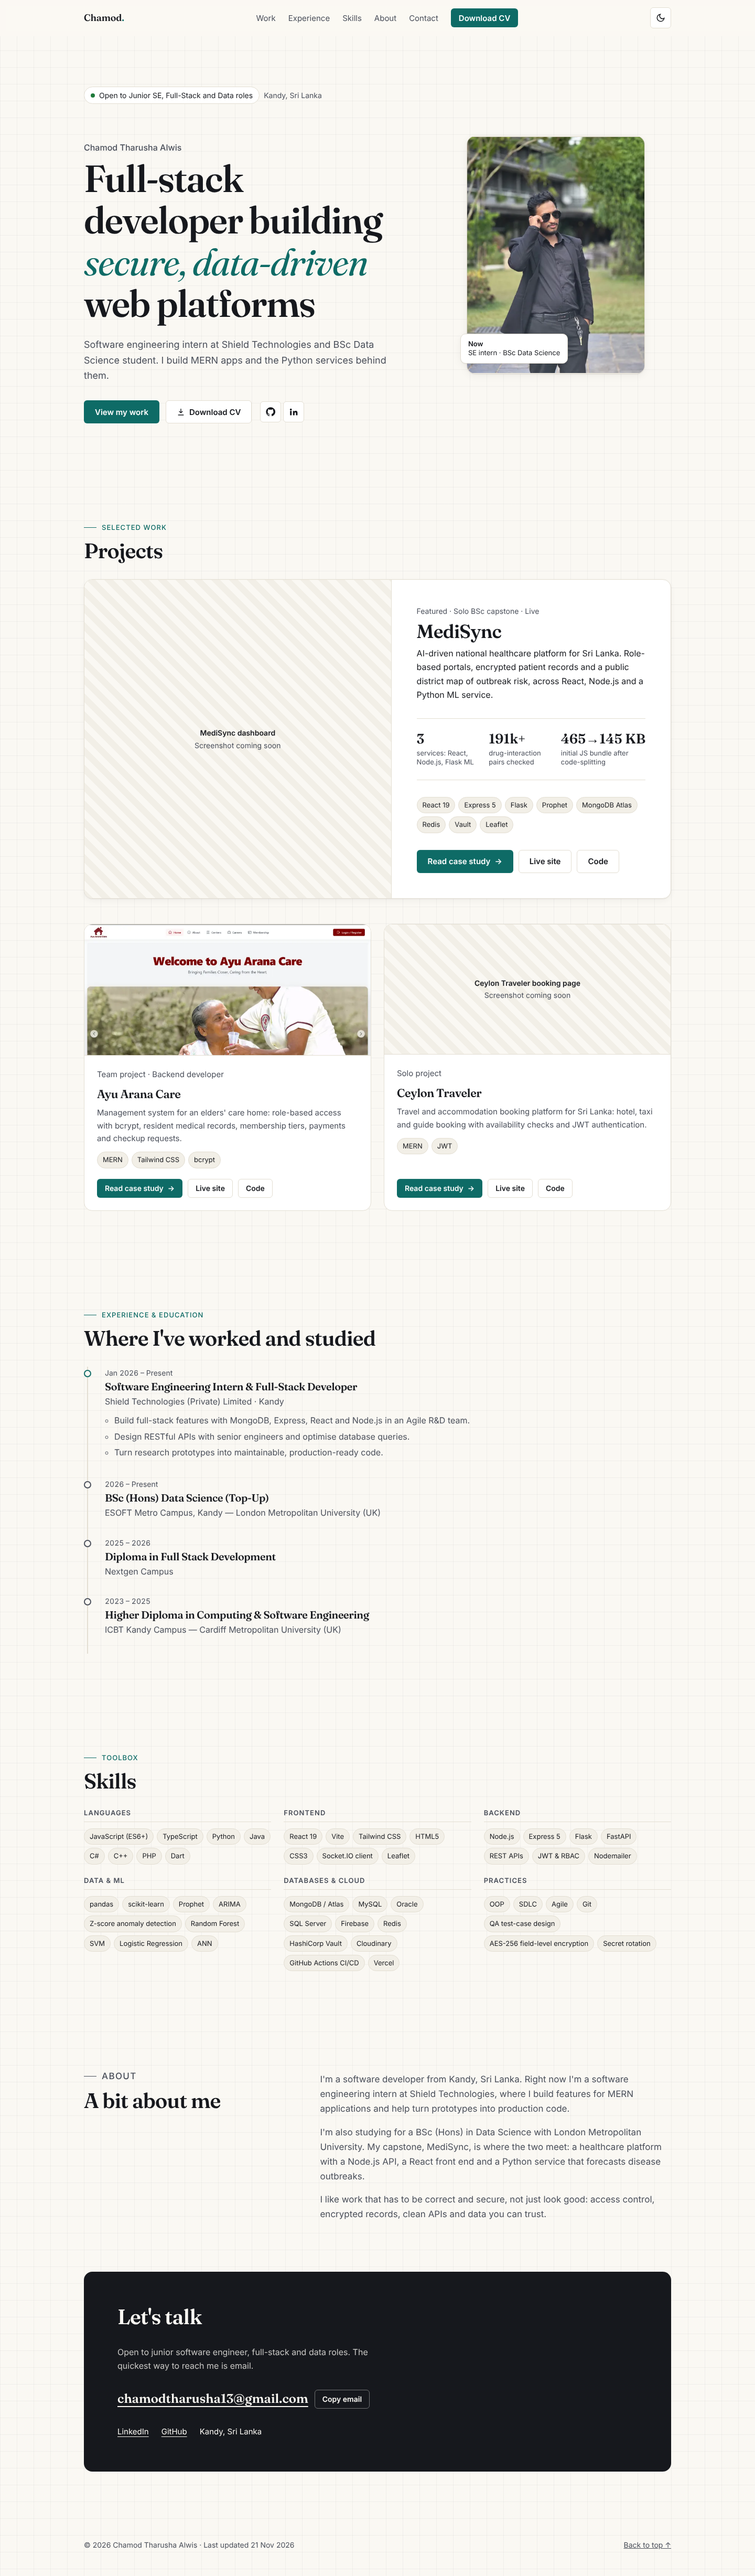 Chamod.
Work
Experience
Skills
About
Contact
Download CV
Open to Junior SE, Full-Stack and Data roles
Kandy, Sri Lanka
Chamod Tharusha Alwis
Full-stack
developer building
secure, data-driven
web platforms
Software engineering intern at Shield Technologies and BSc Data
Science student. I build MERN apps and the Python services behind
them.
View my work
Download CV
Now
SE intern · BSc Data Science
SELECTED WORK
Projects
MediSync dashboard
Screenshot coming soon
Featured · Solo BSc capstone · Live
MediSync
AI-driven national healthcare platform for Sri Lanka. Role-
based portals, encrypted patient records and a public
district map of outbreak risk, across React, Node.js and a
Python ML service.
3
services: React,
Node.js, Flask ML
191k+
drug-interaction
pairs checked
465→145 KB
initial JS bundle after
code-splitting
React 19
Express 5
Flask
Prophet
MongoDB Atlas
Redis
Vault
Leaflet
Read case study →
Live site
Code
Home
About
Careers
Membership
Login / Register
Welcome to Ayu Arana Care
Bringing Families Closer, Caring from the Heart
Team project · Backend developer
Ayu Arana Care
Management system for an elders' care home: role-based access
with bcrypt, resident medical records, membership tiers, payments
and checkup requests.
MERN
Tailwind CSS
bcrypt
Read case study →
Live site
Code
Ceylon Traveler booking page
Screenshot coming soon
Solo project
Ceylon Traveler
Travel and accommodation booking platform for Sri Lanka: hotel, taxi
and guide booking with availability checks and JWT authentication.
MERN
JWT
Read case study →
Live site
Code
EXPERIENCE & EDUCATION
Where I've worked and studied
Jan 2026 – Present
Software Engineering Intern & Full-Stack Developer
Shield Technologies (Private) Limited · Kandy
Build full-stack features with MongoDB, Express, React and Node.js in an Agile R&D team.
Design RESTful APIs with senior engineers and optimise database queries.
Turn research prototypes into maintainable, production-ready code.
2026 – Present
BSc (Hons) Data Science (Top-Up)
ESOFT Metro Campus, Kandy — London Metropolitan University (UK)
2025 – 2026
Diploma in Full Stack Development
Nextgen Campus
2023 – 2025
Higher Diploma in Computing & Software Engineering
ICBT Kandy Campus — Cardiff Metropolitan University (UK)
TOOLBOX
Skills
LANGUAGES
JavaScript (ES6+)
TypeScript
Python
Java
C#
C++
PHP
Dart
FRONTEND
React 19
Vite
Tailwind CSS
HTML5
CSS3
Socket.IO client
Leaflet
BACKEND
Node.js
Express 5
Flask
FastAPI
REST APIs
JWT & RBAC
Nodemailer
DATA & ML
pandas
scikit-learn
Prophet
ARIMA
Z-score anomaly detection
Random Forest
SVM
Logistic Regression
ANN
DATABASES & CLOUD
MongoDB / Atlas
MySQL
Oracle
SQL Server
Firebase
Redis
HashiCorp Vault
Cloudinary
GitHub Actions CI/CD
Vercel
PRACTICES
OOP
SDLC
Agile
Git
QA test-case design
AES-256 field-level encryption
Secret rotation
ABOUT
A bit about me
I'm a software developer from Kandy, Sri Lanka. Right now I'm a software
engineering intern at Shield Technologies, where I build features for MERN
applications and help turn prototypes into production code.
I'm also studying for a BSc (Hons) in Data Science with London Metropolitan
University. My capstone, MediSync, is where the two meet: a healthcare platform
with a Node.js API, a React front end and a Python service that forecasts disease
outbreaks.
I like work that has to be correct and secure, not just look good: access control,
encrypted records, clean APIs and data you can trust.
Let's talk
Open to junior software engineer, full-stack and data roles. The
quickest way to reach me is email.
chamodtharusha13@gmail.com
Copy email
LinkedIn
GitHub
Kandy, Sri Lanka
© 2026 Chamod Tharusha Alwis · Last updated 21 Nov 2026
Back to top ↑